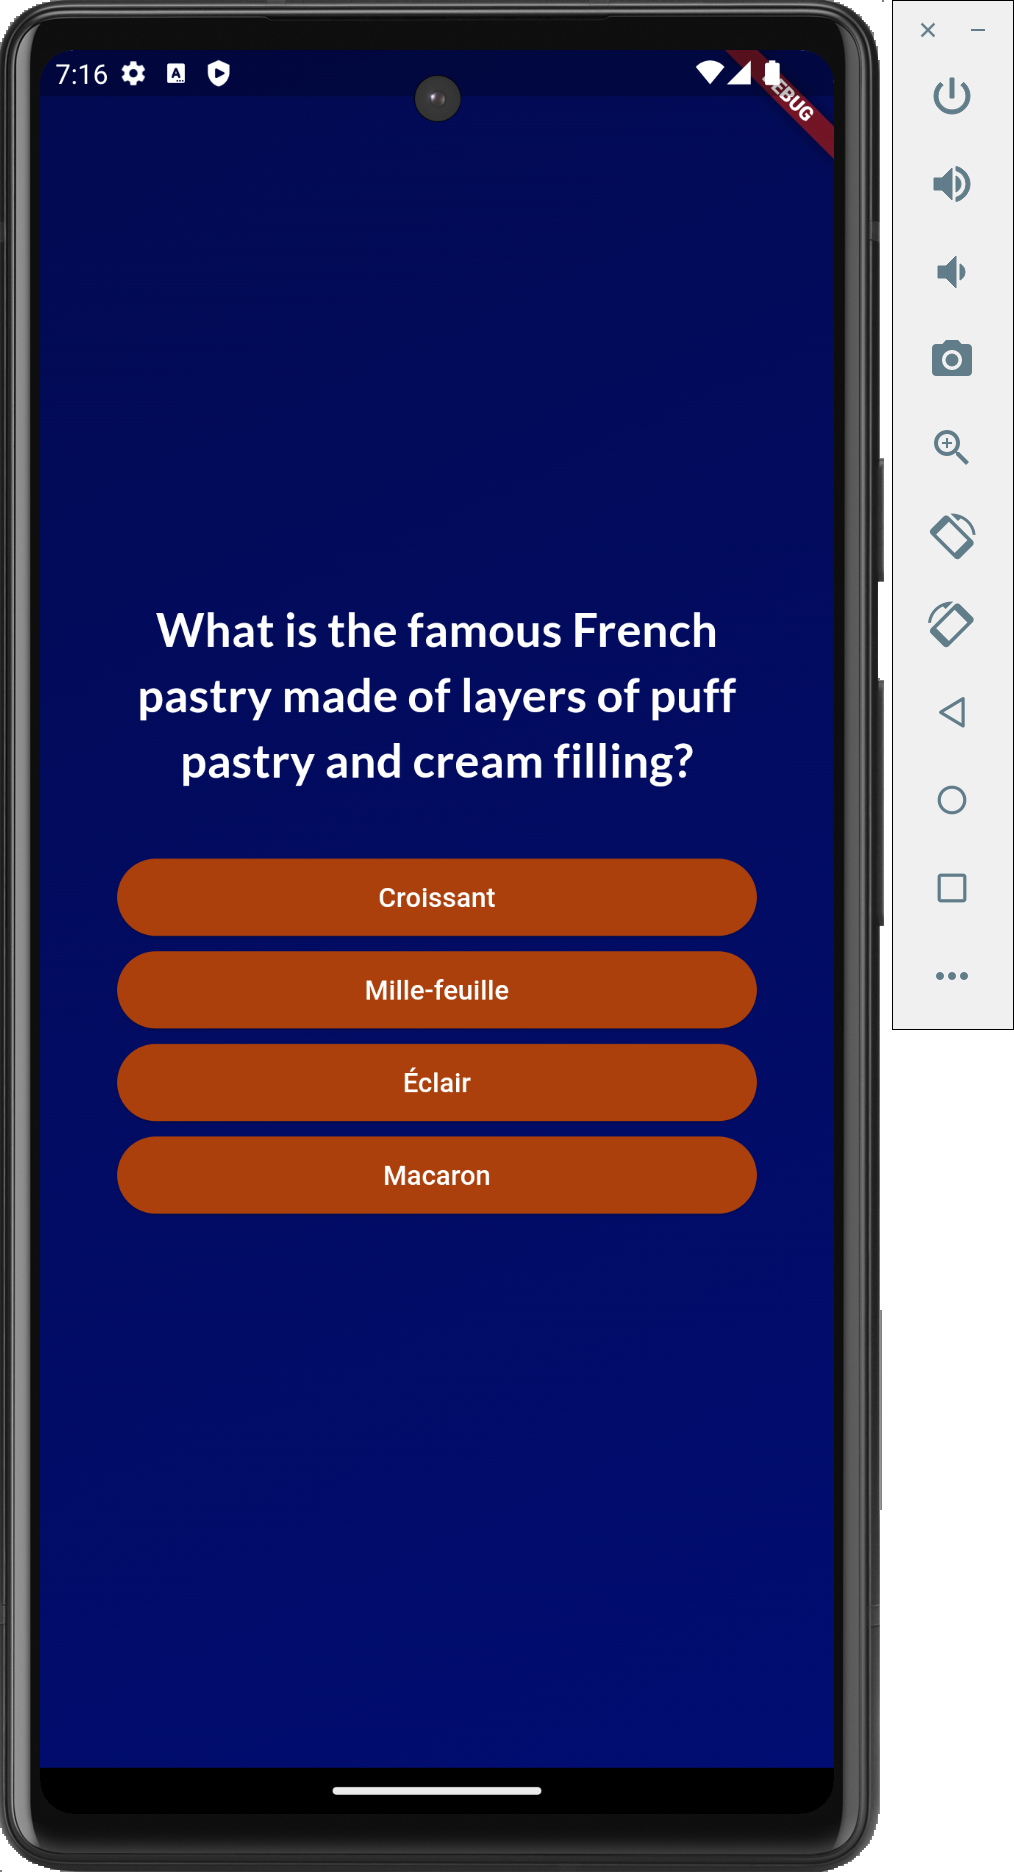 7:16
DEBUG
What is the famous French
pastry made of layers of puff
pastry and cream filling?
Croissant
Mille-feuille
Éclair
Macaron